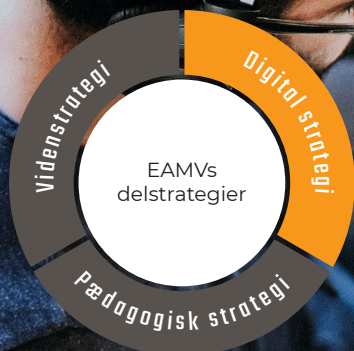 Videnstrategi
Digital strategi
EAMVs
delstrategier
Pædagogisk strategi